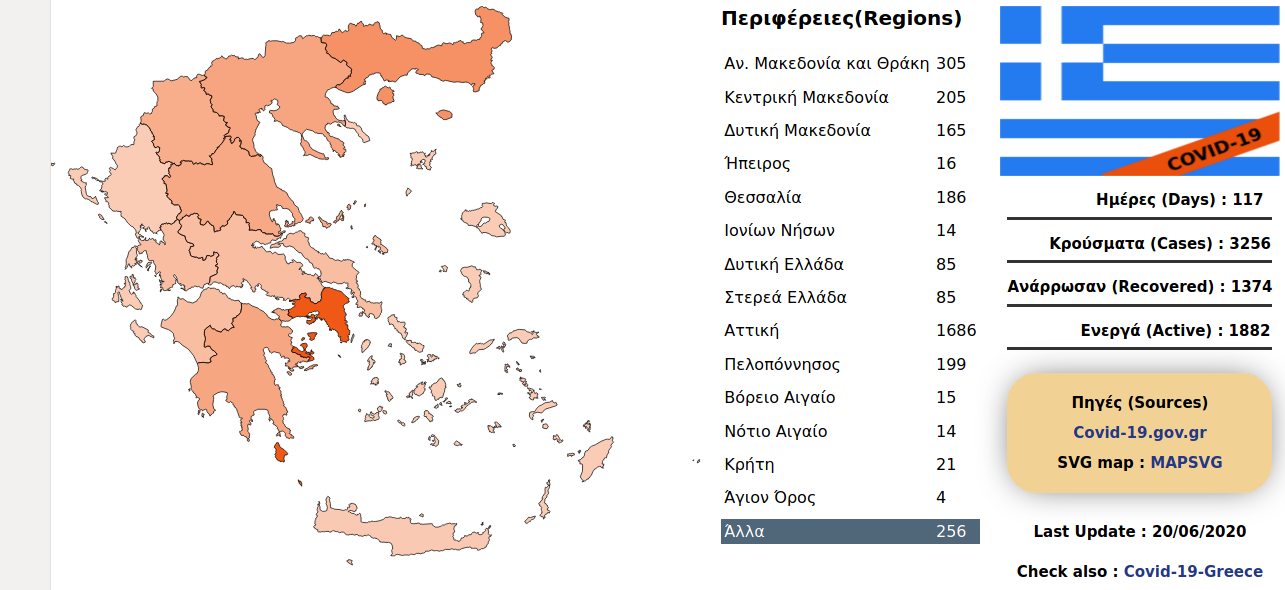 Περιφέρειες(Regions)
Αν. Μακεδονία και Θράκη 305
Κεντρική Μακεδονία 205
Δυτική Μακεδονία 165
Ήπειρος 16
Θεσσαλία 186
Ιονίων Νήσων 14
Δυτική Ελλάδα 85
Στερεά Ελλάδα 85
Αττική 1686
Πελοπόννησος 199
Βόρειο Αιγαίο 15
Νότιο Αιγαίο 14
Κρήτη 21
Άγιον Όρος 4
Άλλα 256
COVID-19
Ημέρες (Days) : 117
Κρούσματα (Cases) : 3256
Ανάρρωσαν (Recovered) : 1374
Ενεργά (Active) : 1882
Πηγές (Sources)
Covid-19.gov.gr
SVG map : MAPSVG
Last Update : 20/06/2020
Check also : Covid-19-Greece